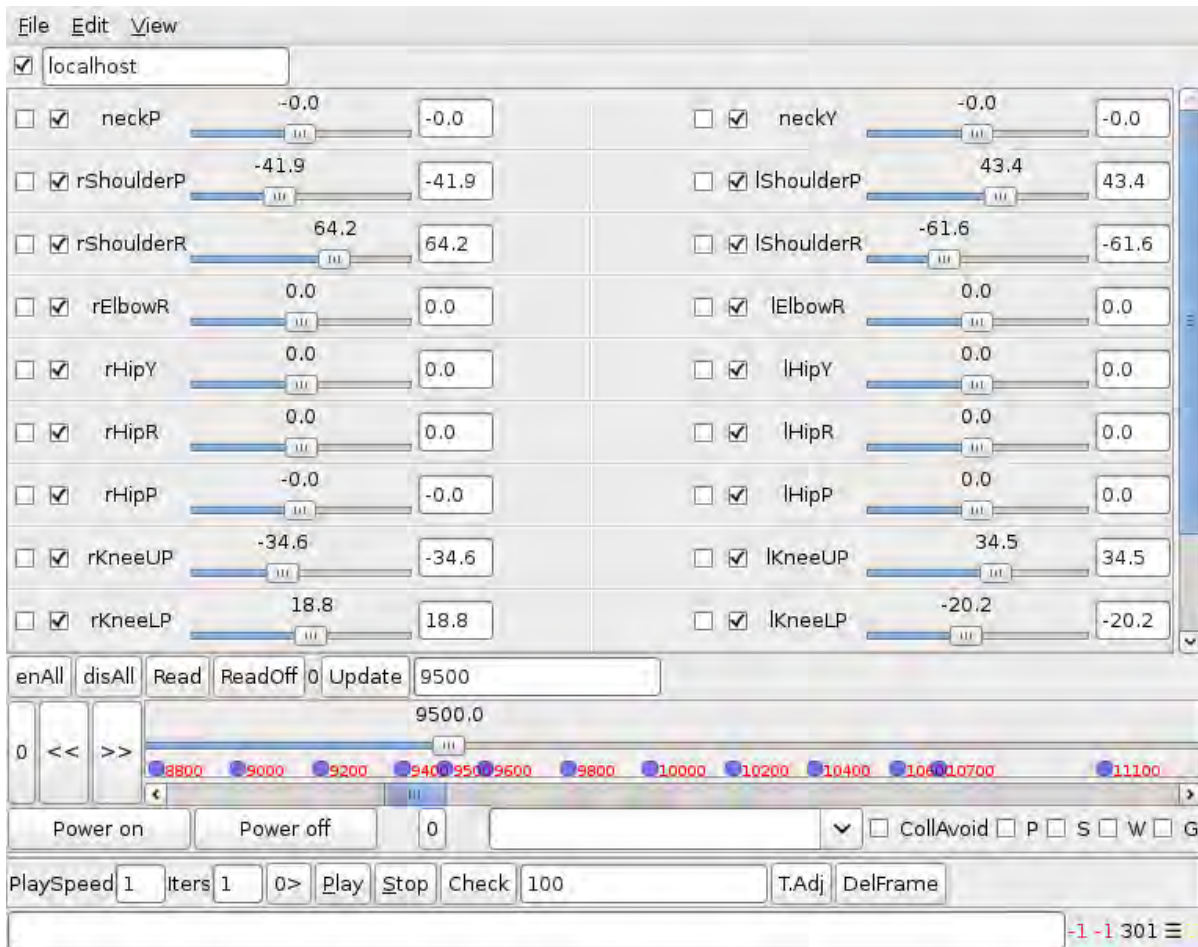 File Edit View
localhost
neckP -0.0 -0.0 neckY -0.0 -0.0
rShoulderP -41.9 -41.9 lShoulderP 43.4 43.4
rShoulderR 64.2 64.2 lShoulderR -61.6 -61.6
rElbowR 0.0 0.0 lElbowR 0.0 0.0
rHipY 0.0 0.0 lHipY 0.0 0.0
rHipR 0.0 0.0 lHipR 0.0 0.0
rHipP -0.0 -0.0 lHipP 0.0 0.0
rKneeUP -34.6 -34.6 lKneeUP 34.5 34.5
rKneeLP 18.8 18.8 lKneeLP -20.2 -20.2
enAll disAll Read ReadOff 0 Update 9500
9500.0
0 << >>
8800 9000 9200 9400 9500 9600 9800 10000 10200 10400 10600 10700 11100
Power on Power off 0 CollAvoid P S W G
PlaySpeed 1 Iters 1 0> Play Stop Check 100 T.Adj DelFrame
-1 -1 301